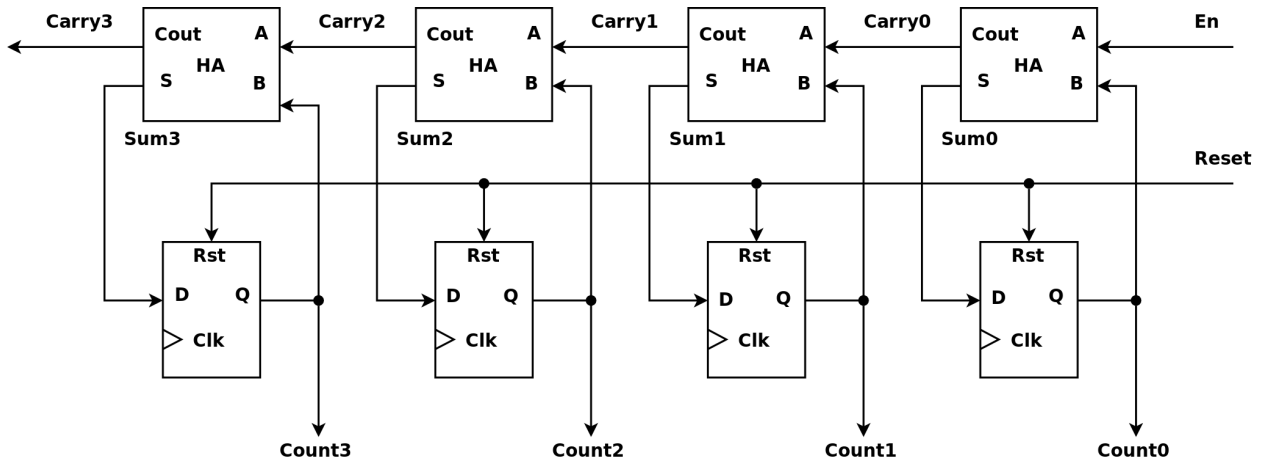 Carry3 Carry2 Carry1 Carry0 En
Cout A Cout A Cout A Cout A
HA HA HA HA
S B S B S B S B
Sum3 Sum2 Sum1 Sum0
Reset
Rst Rst Rst Rst
D Q D Q D Q D Q
Clk Clk Clk Clk
Count3 Count2 Count1 Count0